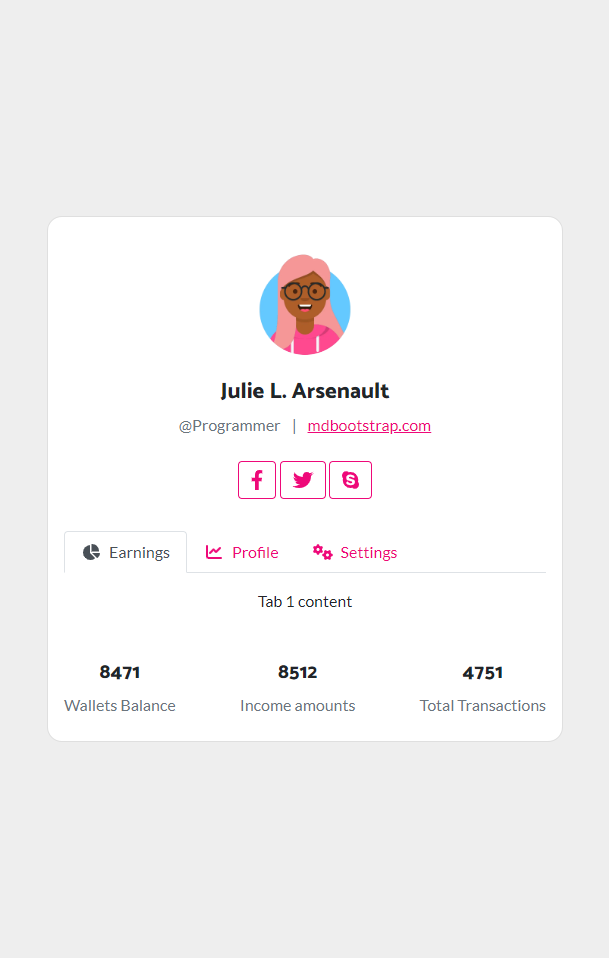 Julie L. Arsenault
@Programmer | mdbootstrap.com
Earnings Profile Settings
Tab 1 content
8471 8512 4751
Wallets Balance Income amounts Total Transactions